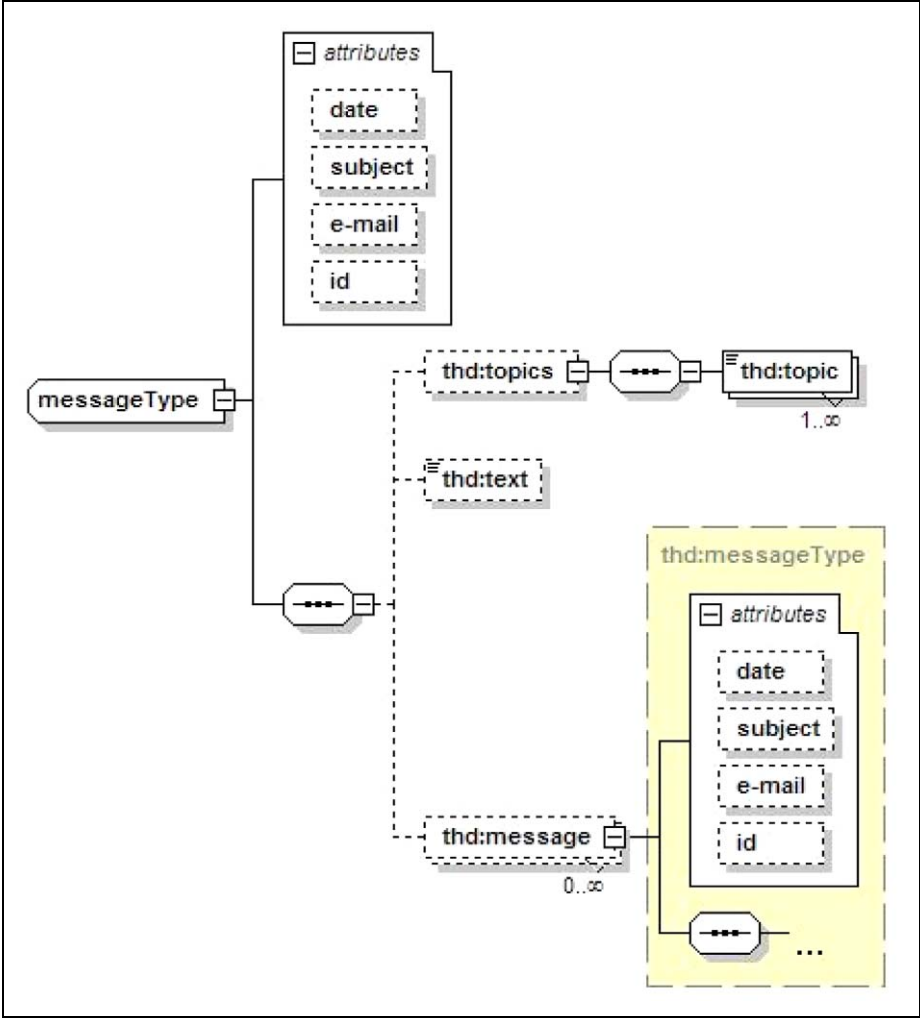 attributes
date
subject
e-mail
id
messageType
thd:topics
thd:topic
1..∞
thd:text
thd:messageType
attributes
date
subject
e-mail
id
thd:message
0..∞
...